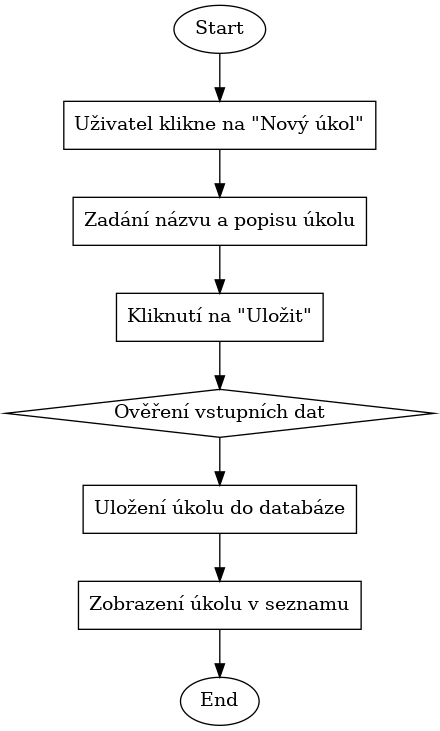 Start
Uživatel klikne na "Nový úkol"
Zadání názvu a popisu úkolu
Kliknutí na "Uložit"
Ověření vstupních dat
Uložení úkolu do databáze
Zobrazení úkolu v seznamu
End